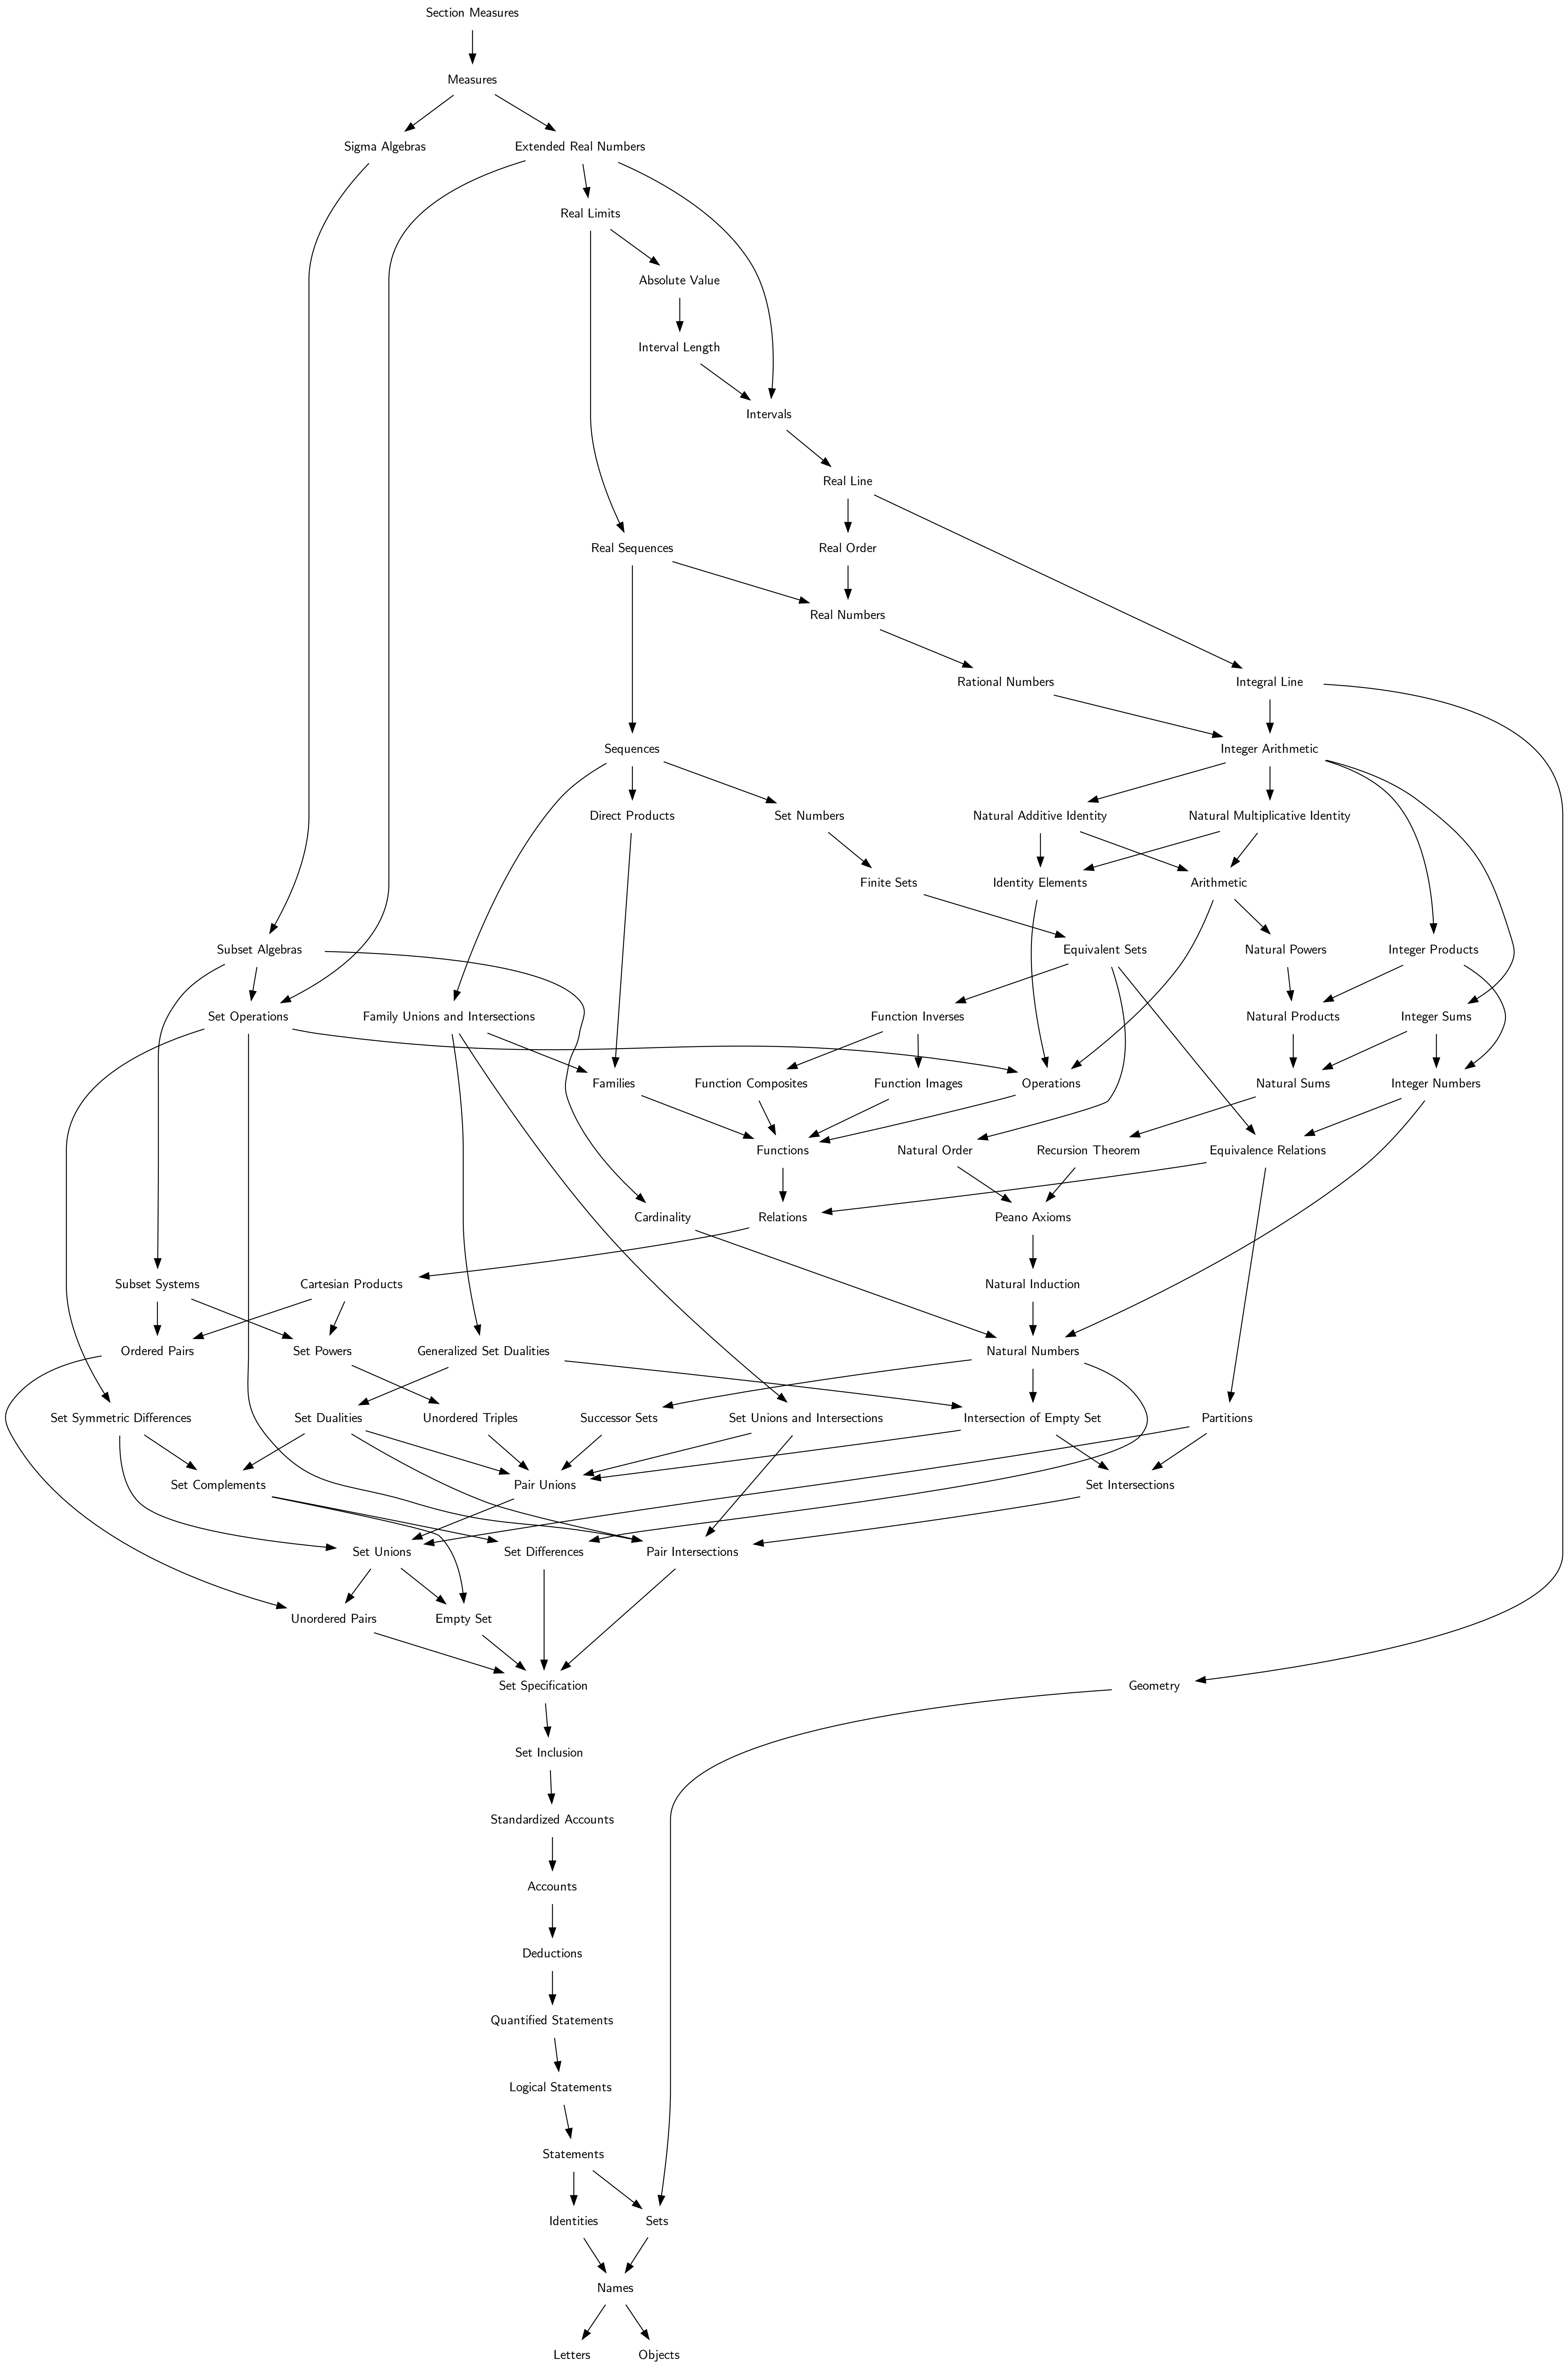 Section Measures
Measures
Sigma Algebras
Extended Real Numbers
Real Limits
Absolute Value
Interval Length
Intervals
Real Line
Real Sequences
Real Order
Real Numbers
Rational Numbers
Integral Line
Sequences
Integer Arithmetic
Direct Products
Set Numbers
Natural Additive Identity
Natural Multiplicative Identity
Finite Sets
Identity Elements
Arithmetic
Subset Algebras
Equivalent Sets
Natural Powers
Integer Products
Set Operations
Family Unions and Intersections
Function Inverses
Natural Products
Integer Sums
Families
Function Composites
Function Images
Operations
Natural Sums
Integer Numbers
Functions
Natural Order
Recursion Theorem
Equivalence Relations
Cardinality
Relations
Peano Axioms
Subset Systems
Cartesian Products
Natural Induction
Ordered Pairs
Set Powers
Generalized Set Dualities
Natural Numbers
Set Symmetric Differences
Set Dualities
Unordered Triples
Successor Sets
Set Unions and Intersections
Intersection of Empty Set
Partitions
Set Complements
Pair Unions
Set Intersections
Set Unions
Set Differences
Pair Intersections
Unordered Pairs
Empty Set
Set Specification
Geometry
Set Inclusion
Standardized Accounts
Accounts
Deductions
Quantified Statements
Logical Statements
Statements
Identities
Sets
Names
Letters
Objects